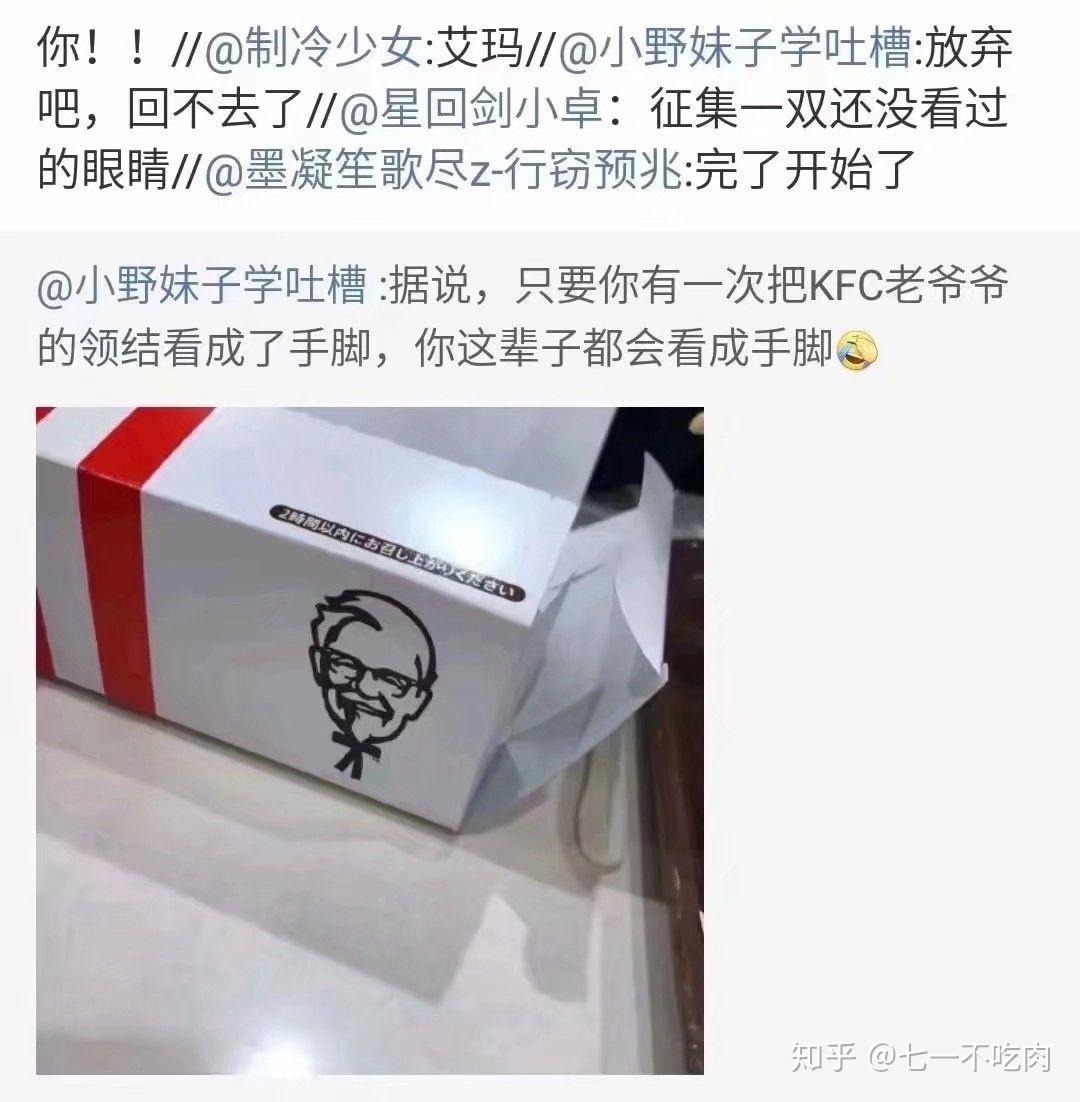 你！！//@制冷少女:艾玛//@小野妹子学吐槽:放弃
吧，回不去了//@星回剑小卓：征集一双还没看过
的眼睛//@墨凝笙歌尽z-行窃预兆:完了开始了
@小野妹子学吐槽 :据说，只要你有一次把KFC老爷爷
的领结看成了手脚，你这辈子都会看成手脚🤣
2時間以内にお召し上がりください
知乎 @七一不吃肉